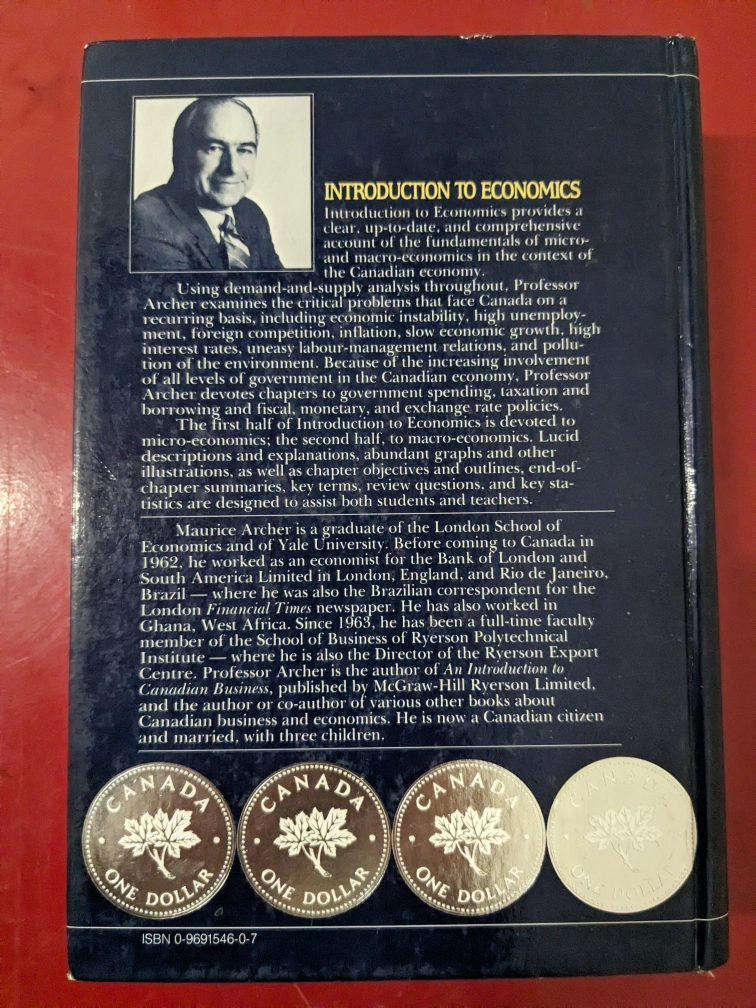 INTRODUCTION TO ECONOMICS
Introduction to Economics provides a
clear, up-to-date, and comprehensive
account of the fundamentals of micro-
and macro-economics in the context of
the Canadian economy.
Using demand-and-supply analysis throughout, Professor
Archer examines the critical problems that face Canada on a
recurring basis, including economic instability, high unemploy-
ment, foreign competition, inflation, slow economic growth, high
interest rates, uneasy labour-management relations, and pollu-
tion of the environment. Because of the increasing involvement
of all levels of government in the Canadian economy, Professor
Archer devotes chapters to government spending, taxation and
borrowing and fiscal, monetary, and exchange rate policies.
The first half of Introduction to Economics is devoted to
micro-economics; the second half, to macro-economics. Lucid
descriptions and explanations, abundant graphs and other
illustrations, as well as chapter objectives and outlines, end-of-
chapter summaries, key terms, review questions, and key sta-
tistics are designed to assist both students and teachers.
Maurice Archer is a graduate of the London School of
Economics and of Yale University. Before coming to Canada in
1962, he worked as an economist for the Bank of London and
South America Limited in London, England, and Rio de Janeiro,
Brazil — where he was also the Brazilian correspondent for the
London Financial Times newspaper. He has also worked in
Ghana, West Africa. Since 1963, he has been a full-time faculty
member of the School of Business of Ryerson Polytechnical
Institute — where he is also the Director of the Ryerson Export
Centre. Professor Archer is the author of An Introduction to
Canadian Business, published by McGraw-Hill Ryerson Limited,
and the author or co-author of various other books about
Canadian business and economics. He is now a Canadian citizen
and married, with three children.
CANADA
ONE DOLLAR
CANADA
ONE DOLLAR
CANADA
ONE DOLLAR
CANADA
ONE DOLLAR
ISBN 0-9691546-0-7